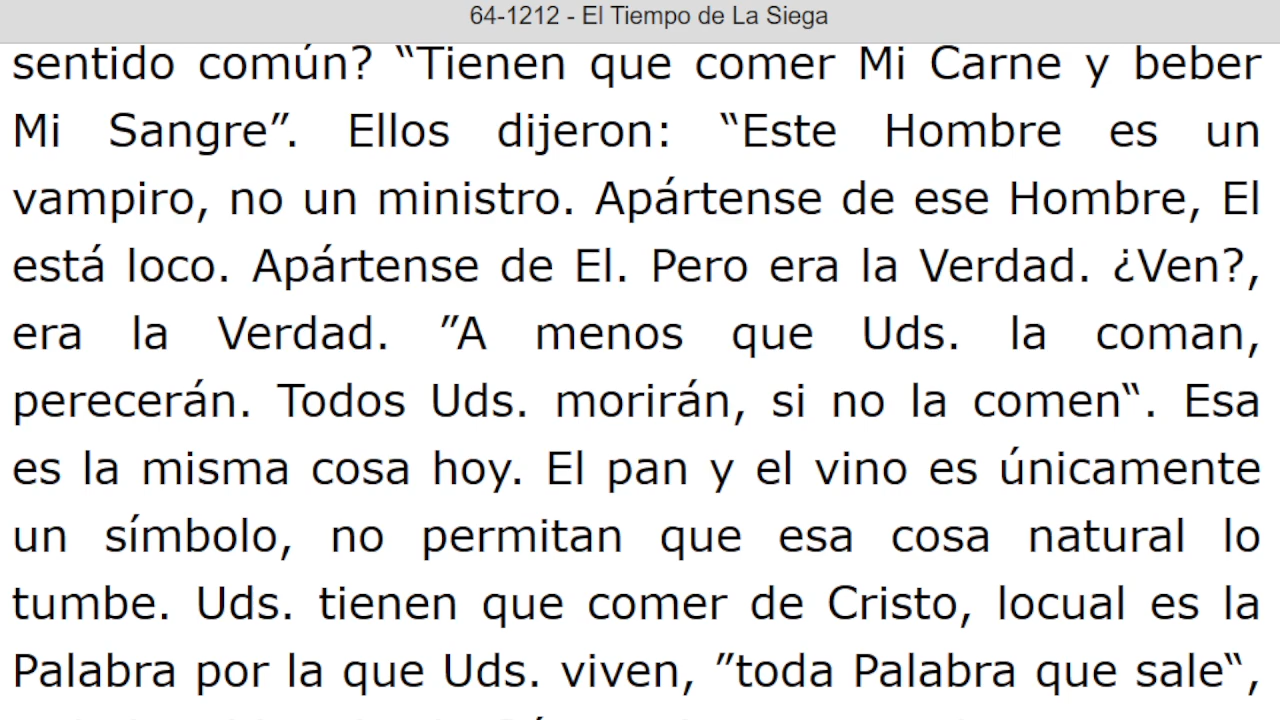 64-1212 - El Tiempo de La Siega
sentido común? “Tienen que comer Mi Carne y beber
Mi Sangre”. Ellos dijeron: “Este Hombre es un
vampiro, no un ministro. Apártense de ese Hombre, El
está loco. Apártense de El. Pero era la Verdad. ¿Ven?,
era la Verdad. ”A menos que Uds. la coman,
perecerán. Todos Uds. morirán, si no la comen“. Esa
es la misma cosa hoy. El pan y el vino es únicamente
un símbolo, no permitan que esa cosa natural lo
tumbe. Uds. tienen que comer de Cristo, locual es la
Palabra por la que Uds. viven, ”toda Palabra que sale“,